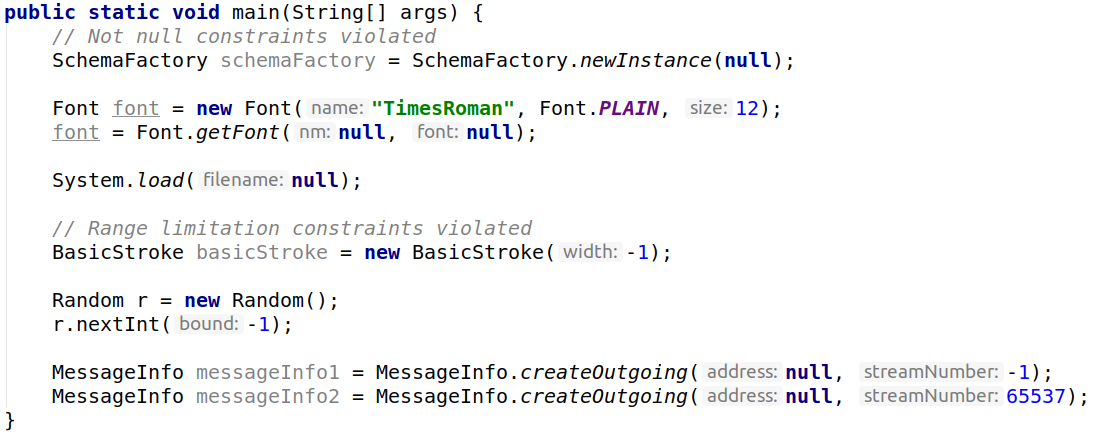 public static void main(String[] args) {
    // Not null constraints violated
    SchemaFactory schemaFactory = SchemaFactory.newInstance(null);

    Font font = new Font( name: "TimesRoman", Font.PLAIN, size: 12);
    font = Font.getFont( nm: null, font: null);

    System.load( filename: null);

    // Range limitation constraints violated
    BasicStroke basicStroke = new BasicStroke( width: -1);

    Random r = new Random();
    r.nextInt( bound: -1);

    MessageInfo messageInfo1 = MessageInfo.createOutgoing( address: null, streamNumber: -1);
    MessageInfo messageInfo2 = MessageInfo.createOutgoing( address: null, streamNumber: 65537);
}